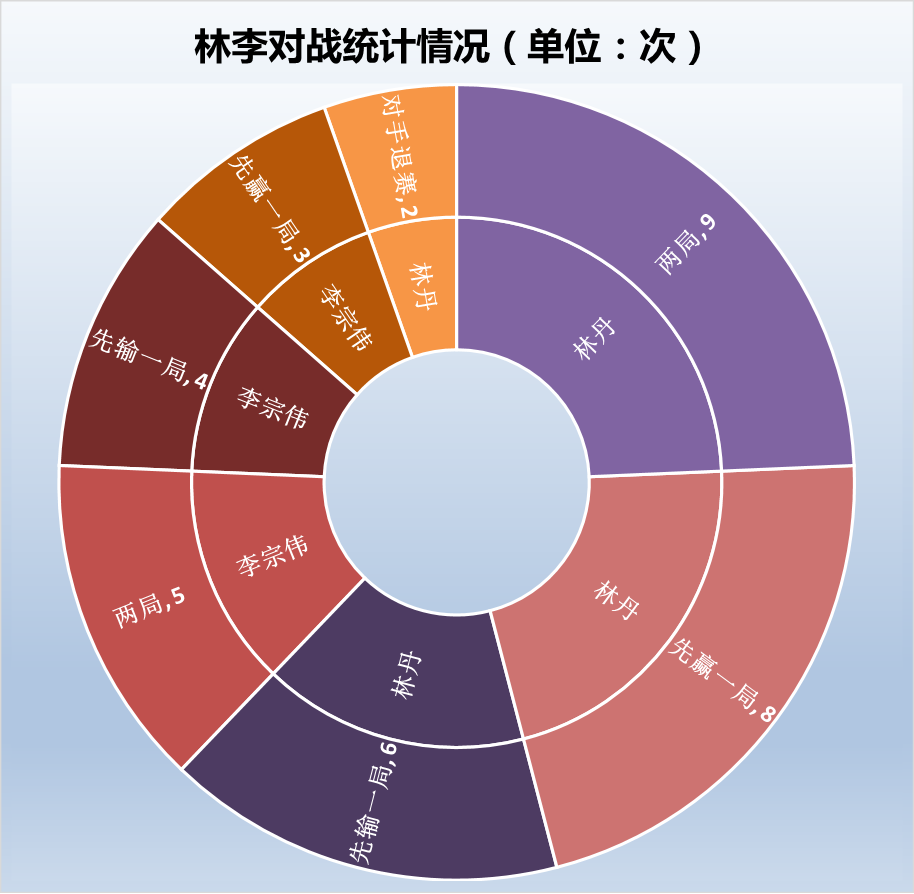 林李对战统计情况（单位：次）
两局,9
林丹
先赢一局,8
林丹
先输一局,6
林丹
两局,5
李宗伟
先输一局,4
李宗伟
先赢一局,3
李宗伟
对手退赛,2
林丹